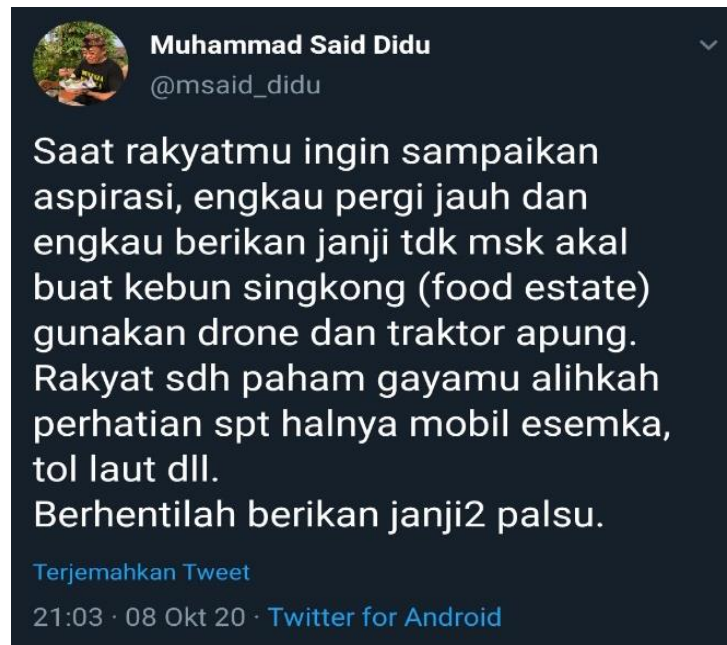 Muhammad Said Didu
@msaid_didu
Saat rakyatmu ingin sampaikan
aspirasi, engkau pergi jauh dan
engkau berikan janji tdk msk akal
buat kebun singkong (food estate)
gunakan drone dan traktor apung.
Rakyat sdh paham gayamu alihkah
perhatian spt halnya mobil esemka,
tol laut dll.
Berhentilah berikan janji2 palsu.
Terjemahkan Tweet
21:03 · 08 Okt 20 · Twitter for Android